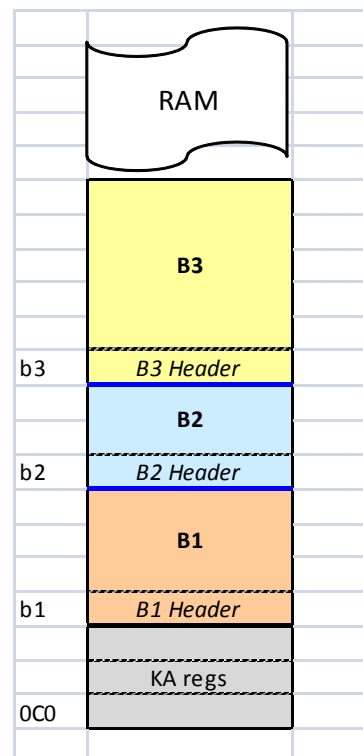 RAM
B3
b3 B3 Header
B2
b2 B2 Header
B1
b1 B1 Header
KA regs
0C0